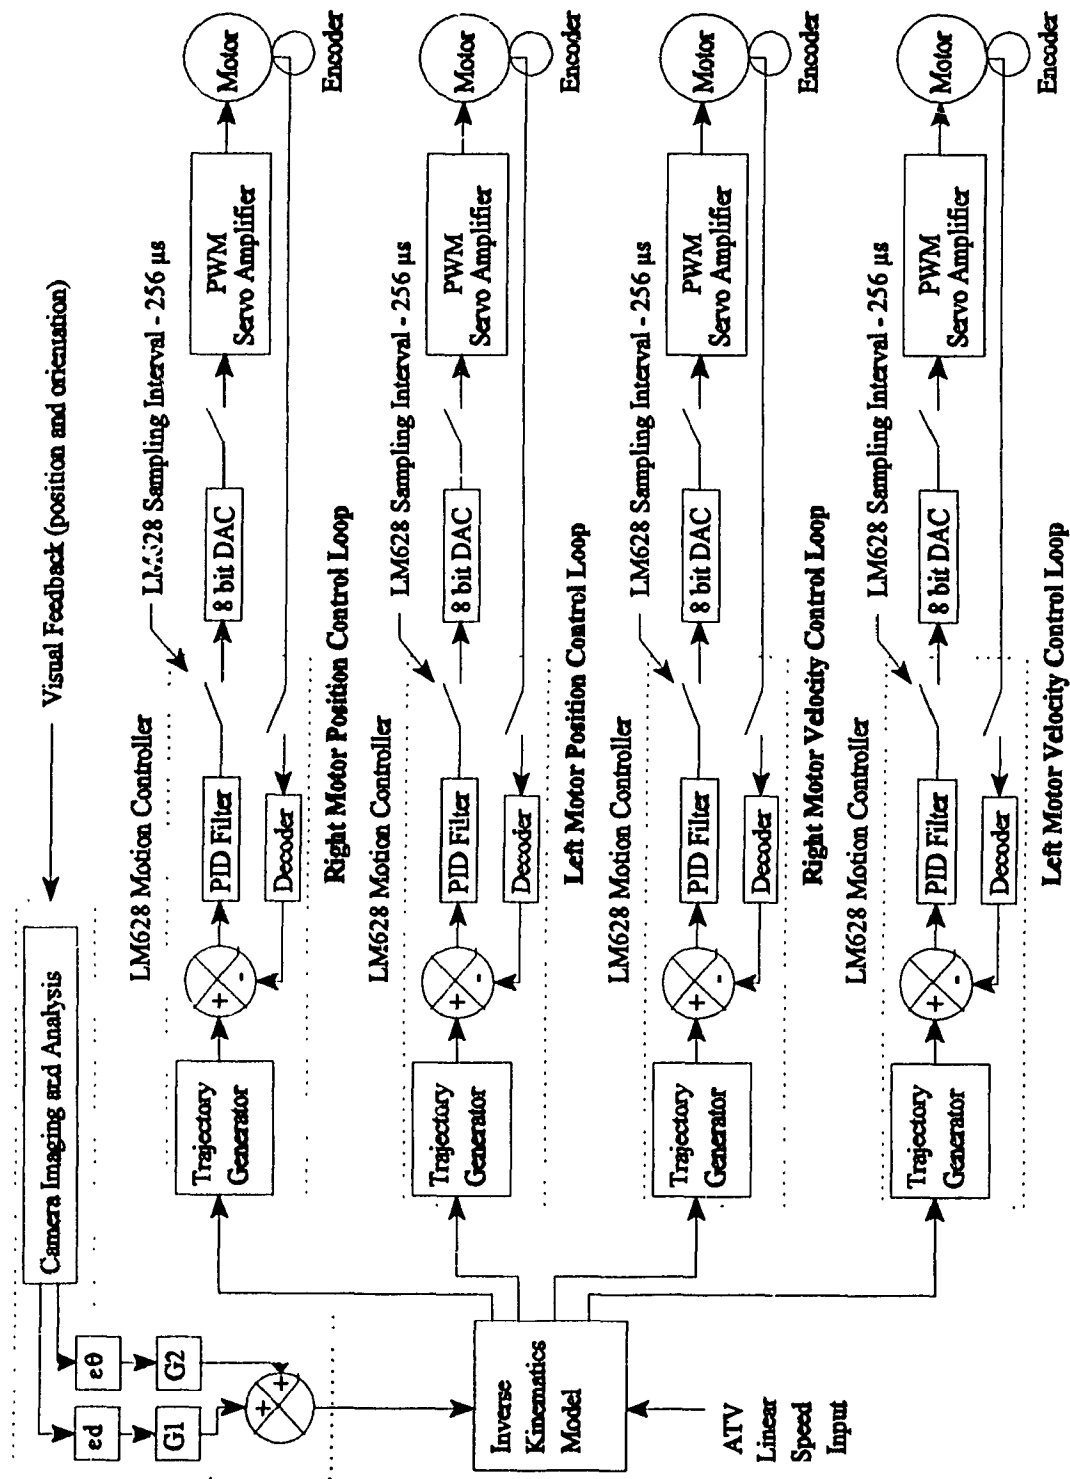 Visual Feedback (position and orientation)
Camera Imaging and Analysis
εθ
εd
G2
G1
+
+
Inverse
Kinematics
Model
ATV
Linear
Speed
Input
LM628 Sampling Interval - 256 µs
LM628 Motion Controller
Trajectory
Generator
+
-
PID Filter
8 bit DAC
PWM
Servo Amplifier
Motor
Decoder
Encoder
Right Motor Position Control Loop
LM628 Sampling Interval - 256 µs
LM628 Motion Controller
Trajectory
Generator
+
-
PID Filter
8 bit DAC
PWM
Servo Amplifier
Motor
Decoder
Encoder
Left Motor Position Control Loop
LM628 Sampling Interval - 256 µs
LM628 Motion Controller
Trajectory
Generator
+
-
PID Filter
8 bit DAC
PWM
Servo Amplifier
Motor
Decoder
Encoder
Right Motor Velocity Control Loop
LM628 Sampling Interval - 256 µs
LM628 Motion Controller
Trajectory
Generator
+
-
PID Filter
8 bit DAC
PWM
Servo Amplifier
Motor
Decoder
Encoder
Left Motor Velocity Control Loop